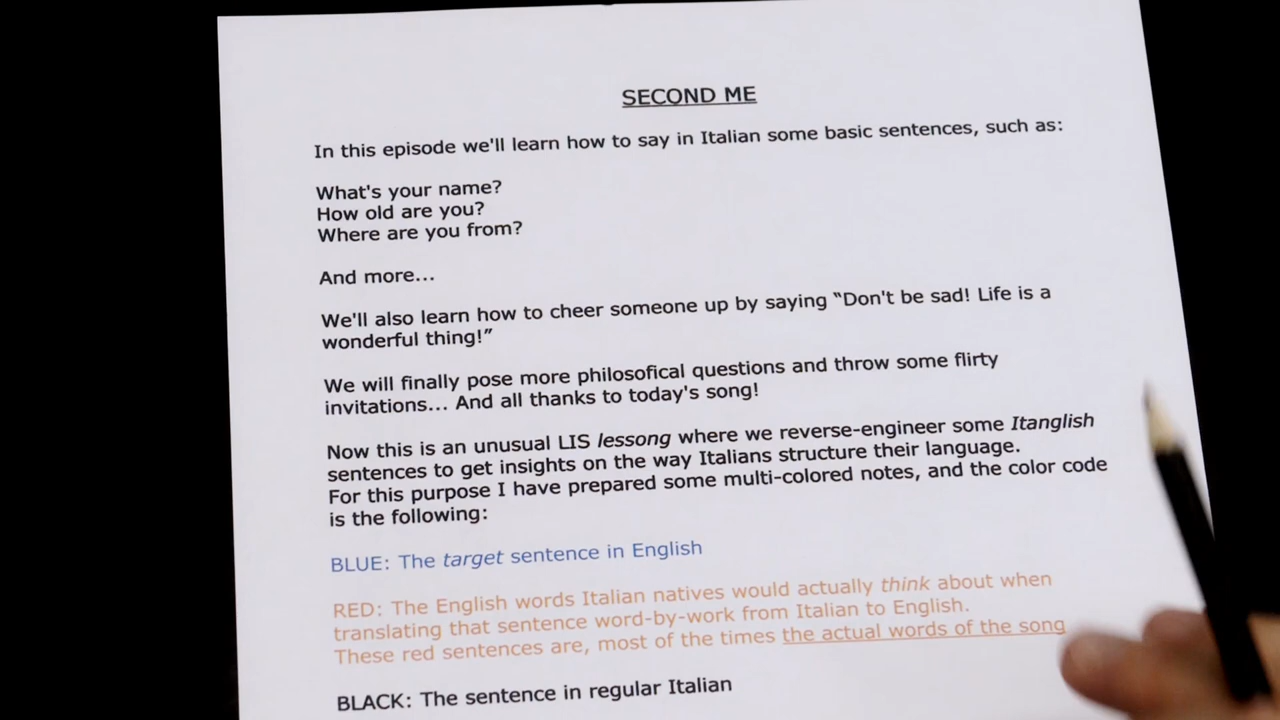 SECOND ME
In this episode we'll learn how to say in Italian some basic sentences, such as:
What's your name?
How old are you?
Where are you from?
And more...
We'll also learn how to cheer someone up by saying “Don't be sad! Life is a
wonderful thing!”
We will finally pose more philosofical questions and throw some flirty
invitations... And all thanks to today's song!
Now this is an unusual LIS lessong where we reverse-engineer some Itanglish
sentences to get insights on the way Italians structure their language.
For this purpose I have prepared some multi-colored notes, and the color code
is the following:
BLUE: The target sentence in English
RED: The English words Italian natives would actually think about when
translating that sentence word-by-work from Italian to English.
These red sentences are, most of the times the actual words of the song
BLACK: The sentence in regular Italian